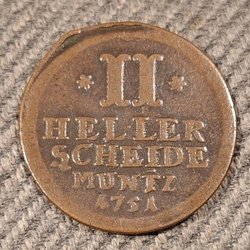 * II *
HELLER
SCHEIDE
MUNTZ
1751